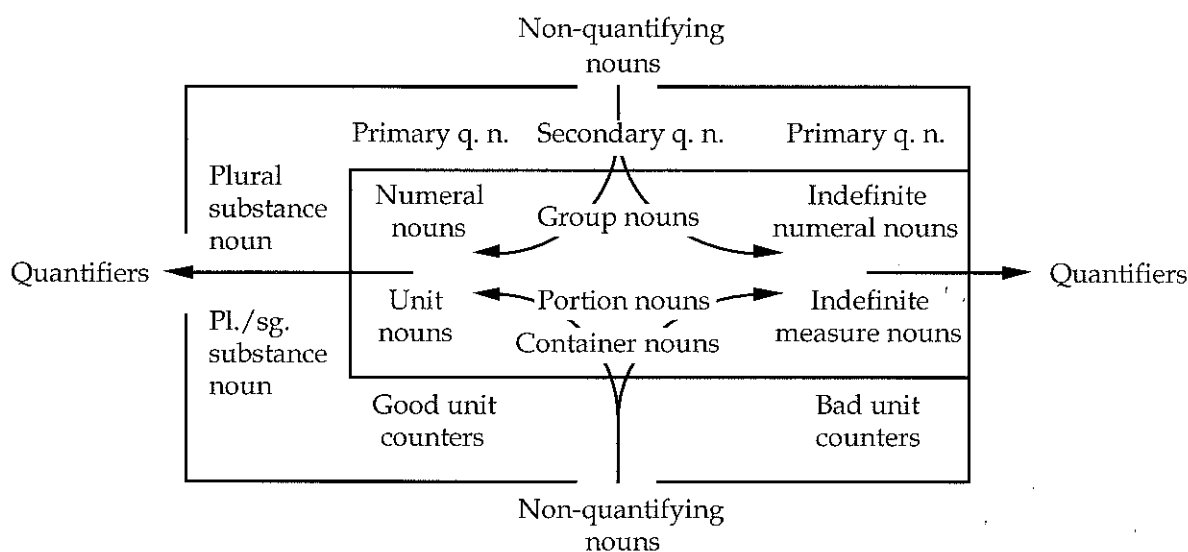 Non-quantifying
nouns
Primary q. n.
Secondary q. n.
Primary q. n.
Plural
substance
noun
Numeral
nouns
Group nouns
Indefinite
numeral nouns
Quantifiers
Quantifiers
Pl./sg.
substance
noun
Unit
nouns
Portion nouns
Container nouns
Indefinite
measure nouns
Good unit
counters
Bad unit
counters
Non-quantifying
nouns